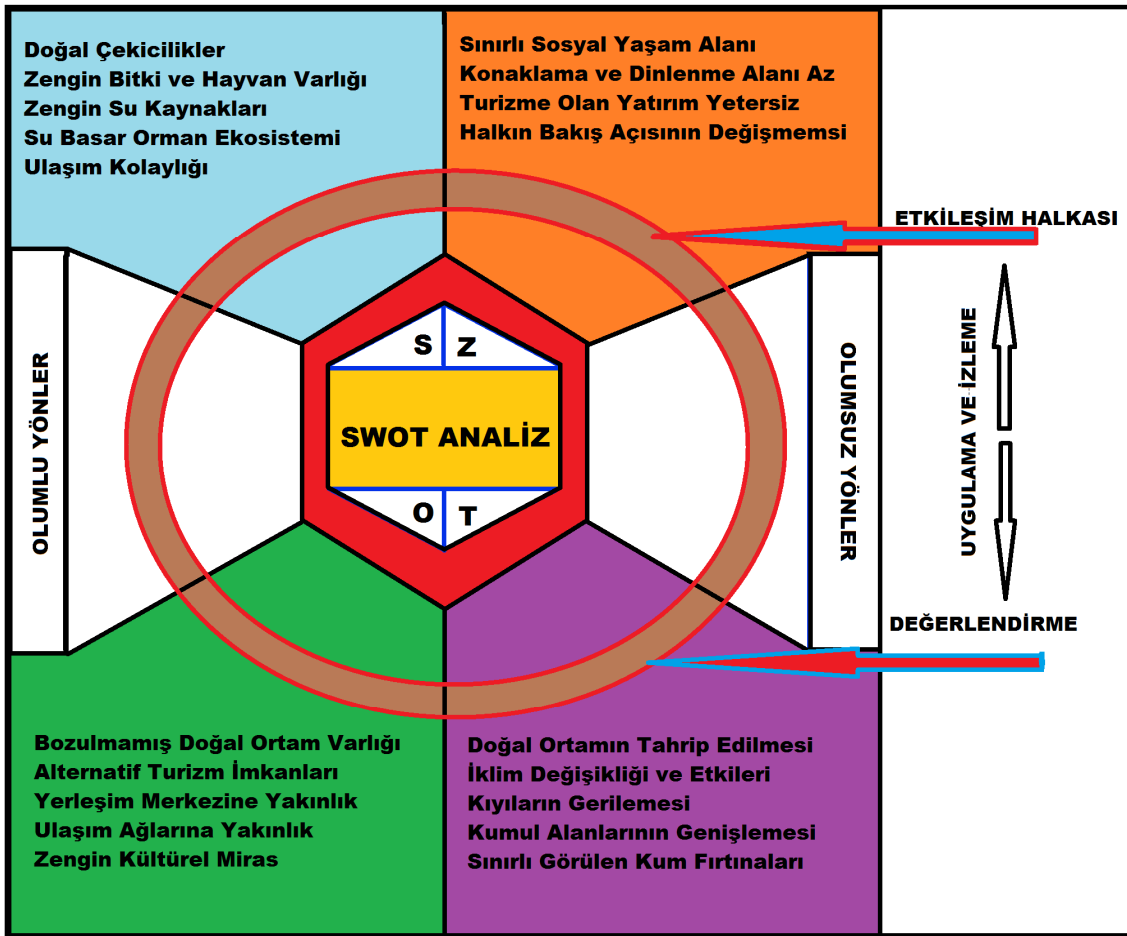 Doğal Çekicilikler
Zengin Bitki ve Hayvan Varlığı
Zengin Su Kaynakları
Su Basar Orman Ekosistemi
Ulaşım Kolaylığı
Sınırlı Sosyal Yaşam Alanı
Konaklama ve Dinlenme Alanı Az
Turizme Olan Yatırım Yetersiz
Halkın Bakış Açısının Değişmemsi
ETKİLEŞİM HALKASI
OLUMLU YÖNLER
S Z
SWOT ANALİZ
O T
OLUMSUZ YÖNLER
UYGULAMA VE İZLEME
DEĞERLENDİRME
Bozulmamış Doğal Ortam Varlığı
Alternatif Turizm İmkanları
Yerleşim Merkezine Yakınlık
Ulaşım Ağlarına Yakınlık
Zengin Kültürel Miras
Doğal Ortamın Tahrip Edilmesi
İklim Değişikliği ve Etkileri
Kıyıların Gerilemesi
Kumul Alanlarının Genişlemesi
Sınırlı Görülen Kum Fırtınaları